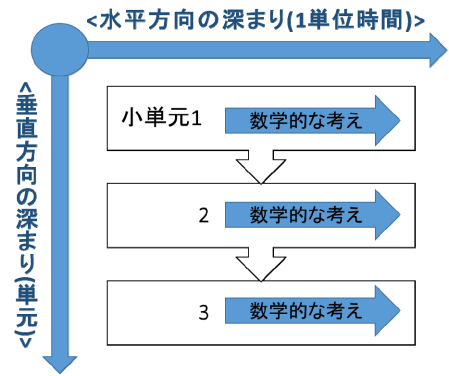 <水平方向の深まり(1単位時間)>
<垂直方向の深まり(単元)>
小単元1 数学的な考え
2 数学的な考え
3 数学的な考え